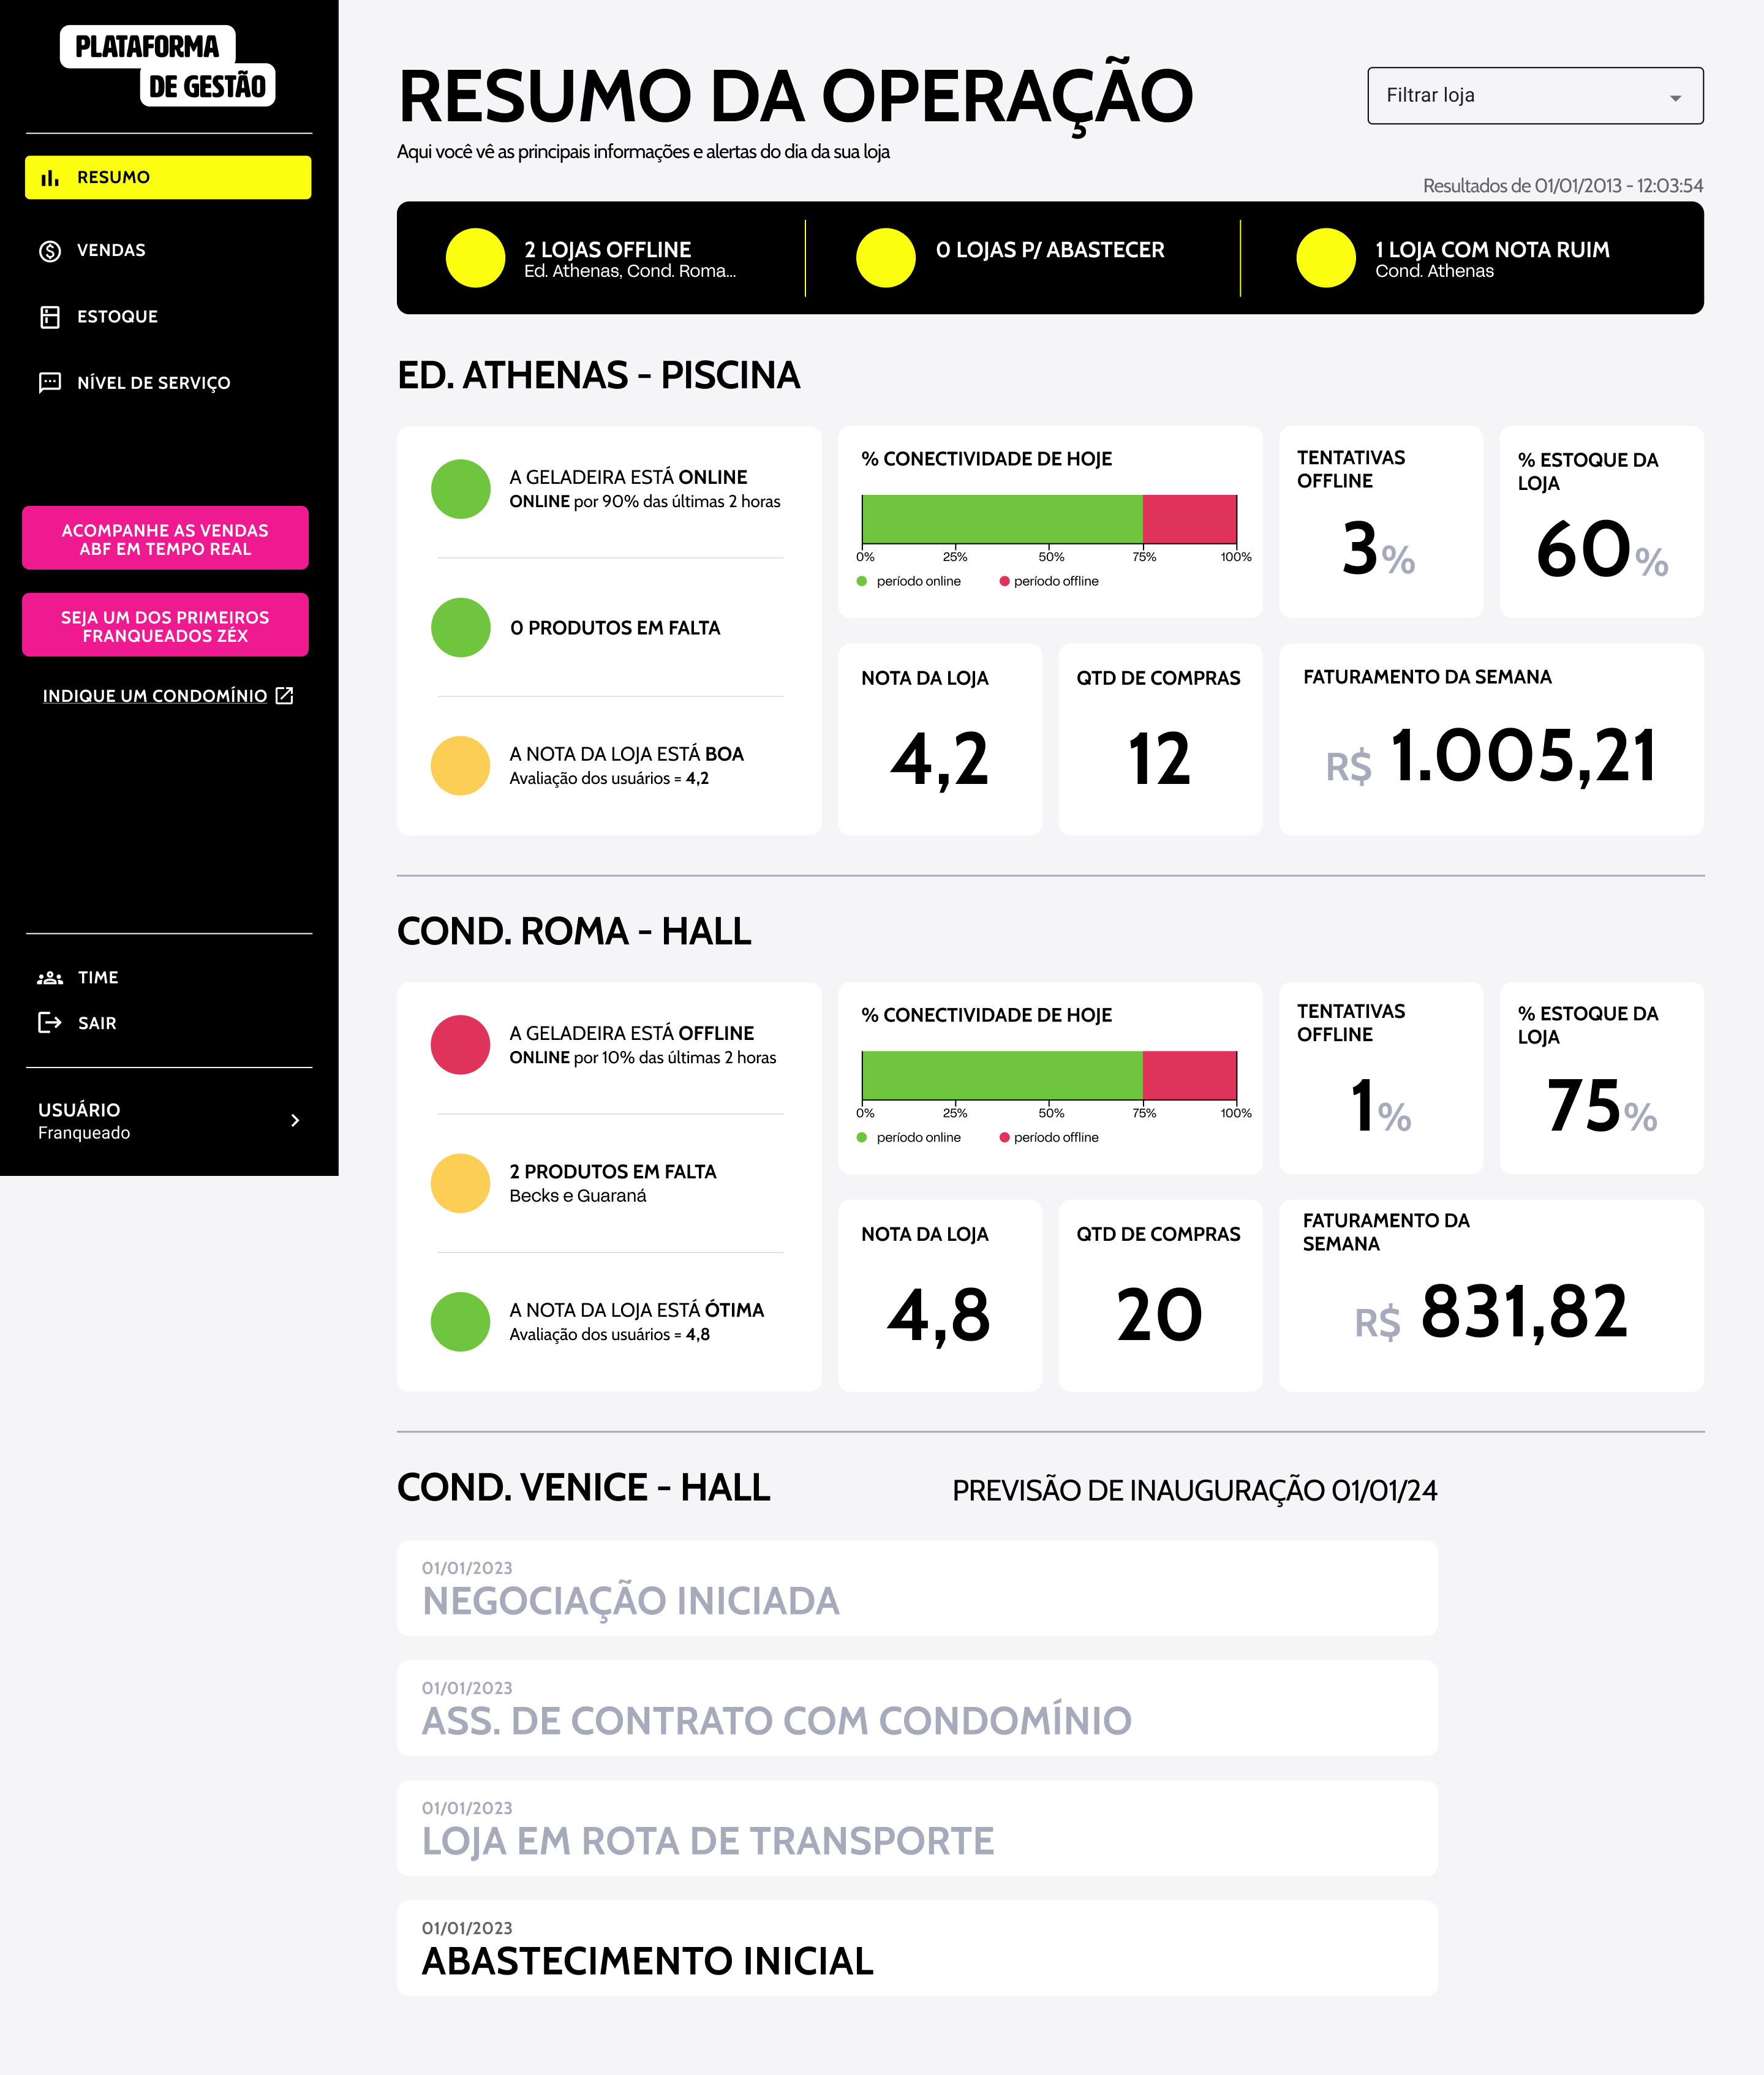 PLATAFORMA
DE GESTÃO
RESUMO
VENDAS
ESTOQUE
NÍVEL DE SERVIÇO
ACOMPANHE AS VENDAS
ABF EM TEMPO REAL
SEJA UM DOS PRIMEIROS
FRANQUEADOS ZÉX
INDIQUE UM CONDOMÍNIO
TIME
SAIR
USUÁRIO
Franqueado
RESUMO DA OPERAÇÃO
Aqui você vê as principais informações e alertas do dia da sua loja
Filtrar loja
Resultados de 01/01/2013 - 12:03:54
2 LOJAS OFFLINE
Ed. Athenas, Cond. Roma...
0 LOJAS P/ ABASTECER
1 LOJA COM NOTA RUIM
Cond. Athenas
ED. ATHENAS - PISCINA
A GELADEIRA ESTÁ ONLINE
ONLINE por 90% das últimas 2 horas
0 PRODUTOS EM FALTA
A NOTA DA LOJA ESTÁ BOA
Avaliação dos usuários = 4,2
% CONECTIVIDADE DE HOJE
0% 25% 50% 75% 100%
período online período offline
TENTATIVAS
OFFLINE
3%
% ESTOQUE DA
LOJA
60%
NOTA DA LOJA
4,2
QTD DE COMPRAS
12
FATURAMENTO DA SEMANA
R$ 1.005,21
COND. ROMA - HALL
A GELADEIRA ESTÁ OFFLINE
ONLINE por 10% das últimas 2 horas
2 PRODUTOS EM FALTA
Becks e Guaraná
A NOTA DA LOJA ESTÁ ÓTIMA
Avaliação dos usuários = 4,8
% CONECTIVIDADE DE HOJE
0% 25% 50% 75% 100%
período online período offline
TENTATIVAS
OFFLINE
1%
% ESTOQUE DA
LOJA
75%
NOTA DA LOJA
4,8
QTD DE COMPRAS
20
FATURAMENTO DA
SEMANA
R$ 831,82
COND. VENICE - HALL
PREVISÃO DE INAUGURAÇÃO 01/01/24
01/01/2023
NEGOCIAÇÃO INICIADA
01/01/2023
ASS. DE CONTRATO COM CONDOMÍNIO
01/01/2023
LOJA EM ROTA DE TRANSPORTE
01/01/2023
ABASTECIMENTO INICIAL